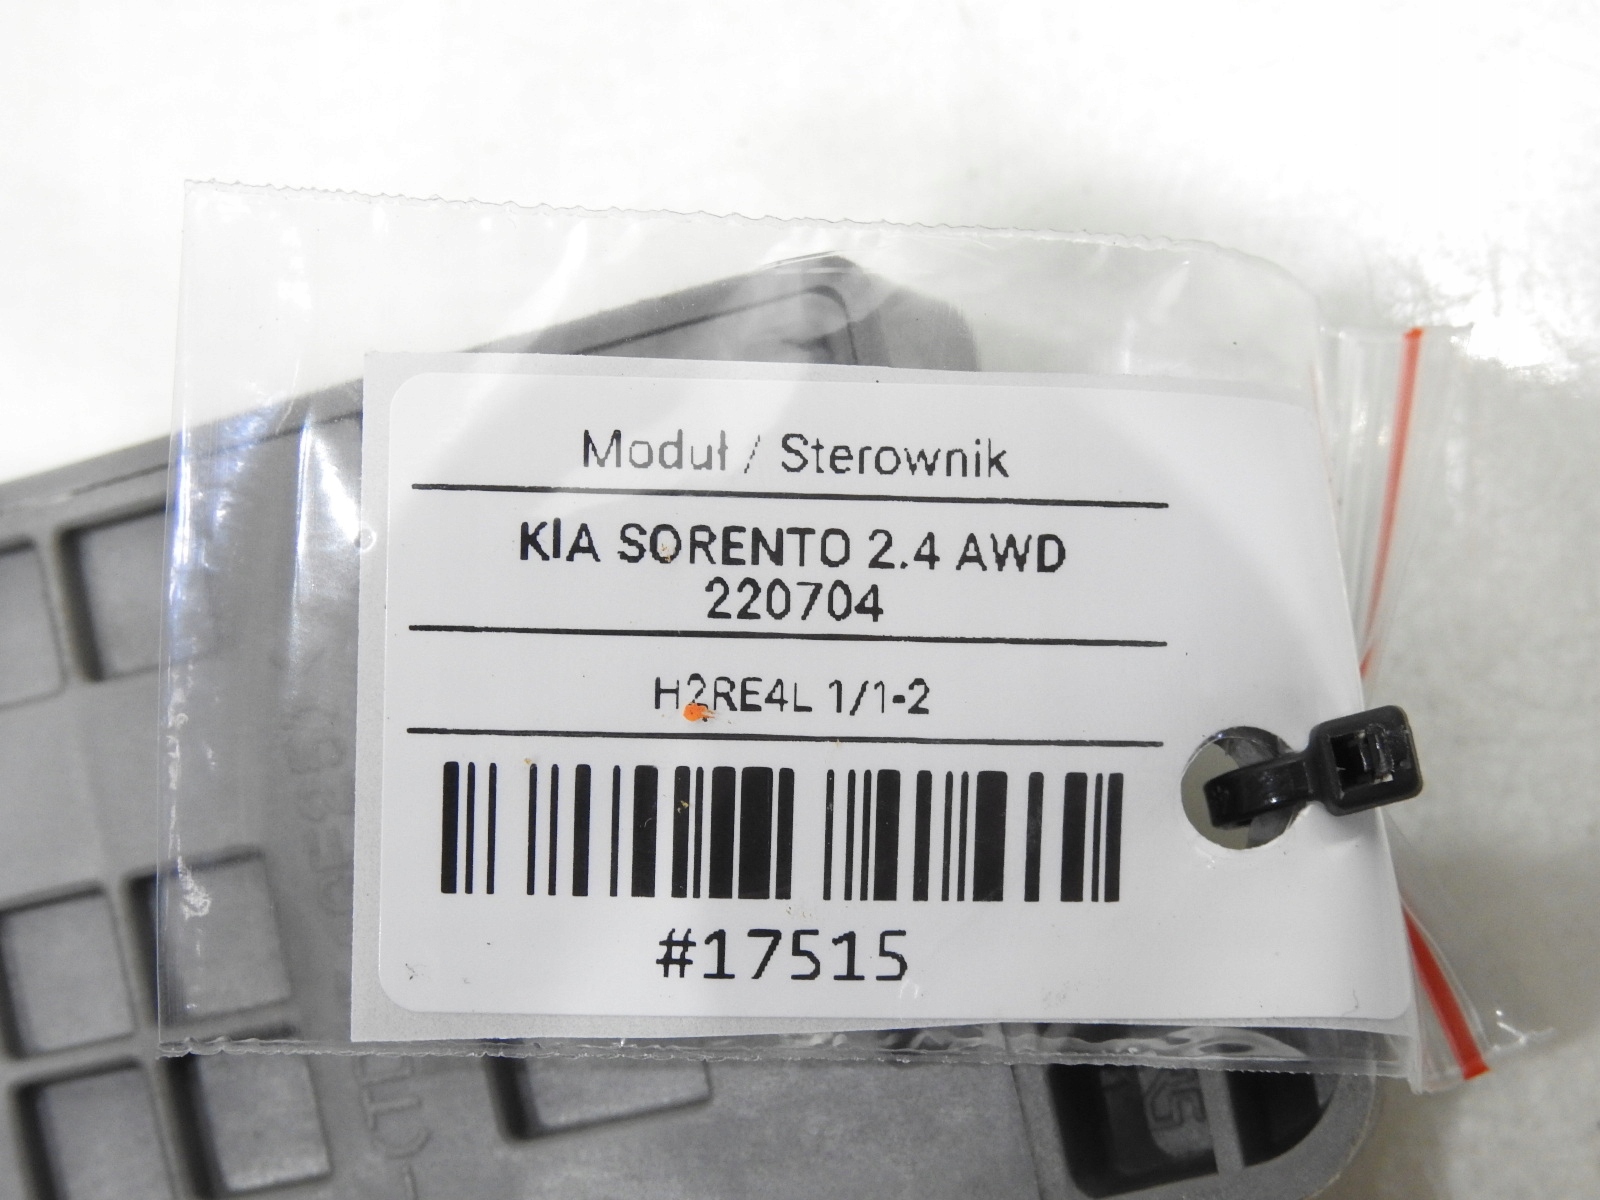 Moduł / Sterownik
KIA SORENTO 2.4 AWD
220704
H2RE4L 1/1-2
#17515